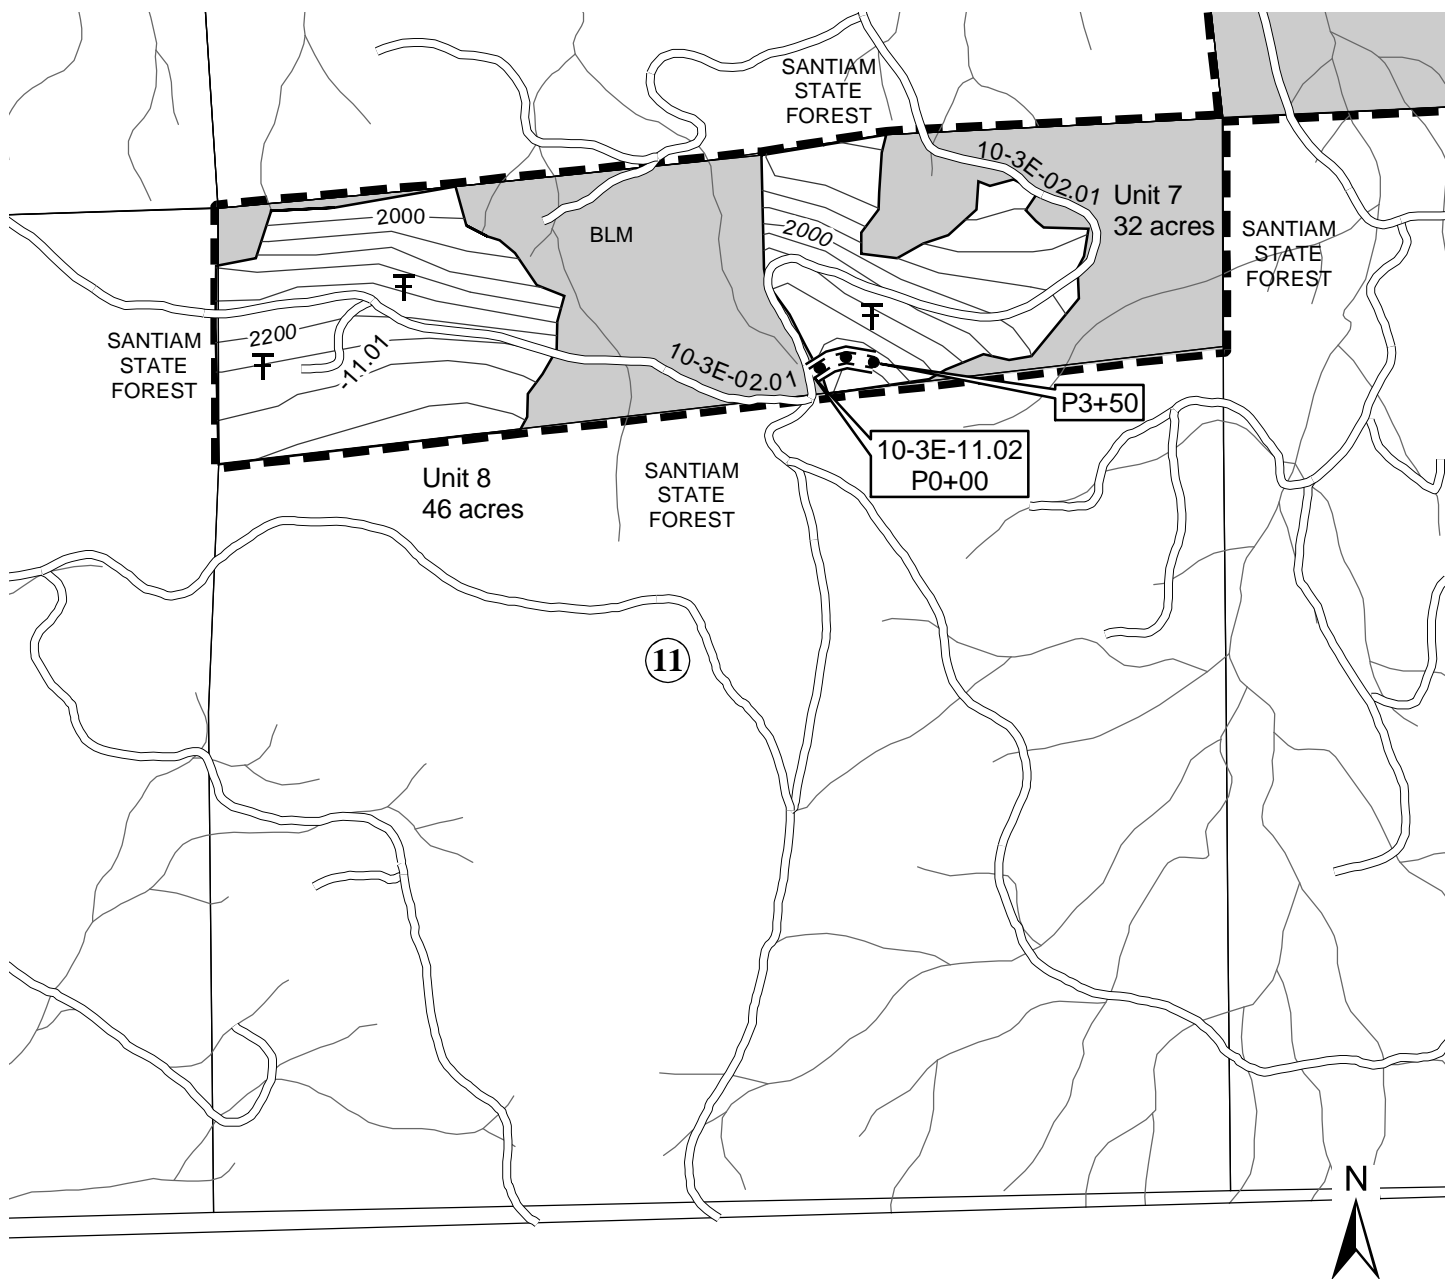 SANTIAM
STATE
FOREST
10-3E-02.01
Unit 7
32 acres
2000
BLM
2000
SANTIAM
STATE
FOREST
2200
SANTIAM
STATE
FOREST
-11.01
10-3E-02.01
P3+50
10-3E-11.02
P0+00
Unit 8
46 acres
SANTIAM
STATE
FOREST
11
N